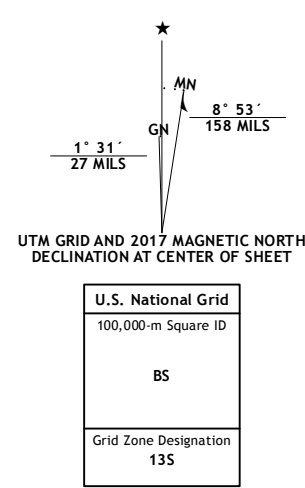 ★
MN
8° 53´
158 MILS
GN
1° 31´
27 MILS
UTM GRID AND 2017 MAGNETIC NORTH
DECLINATION AT CENTER OF SHEET
U.S. National Grid
100,000-m Square ID
BS
Grid Zone Designation
13S